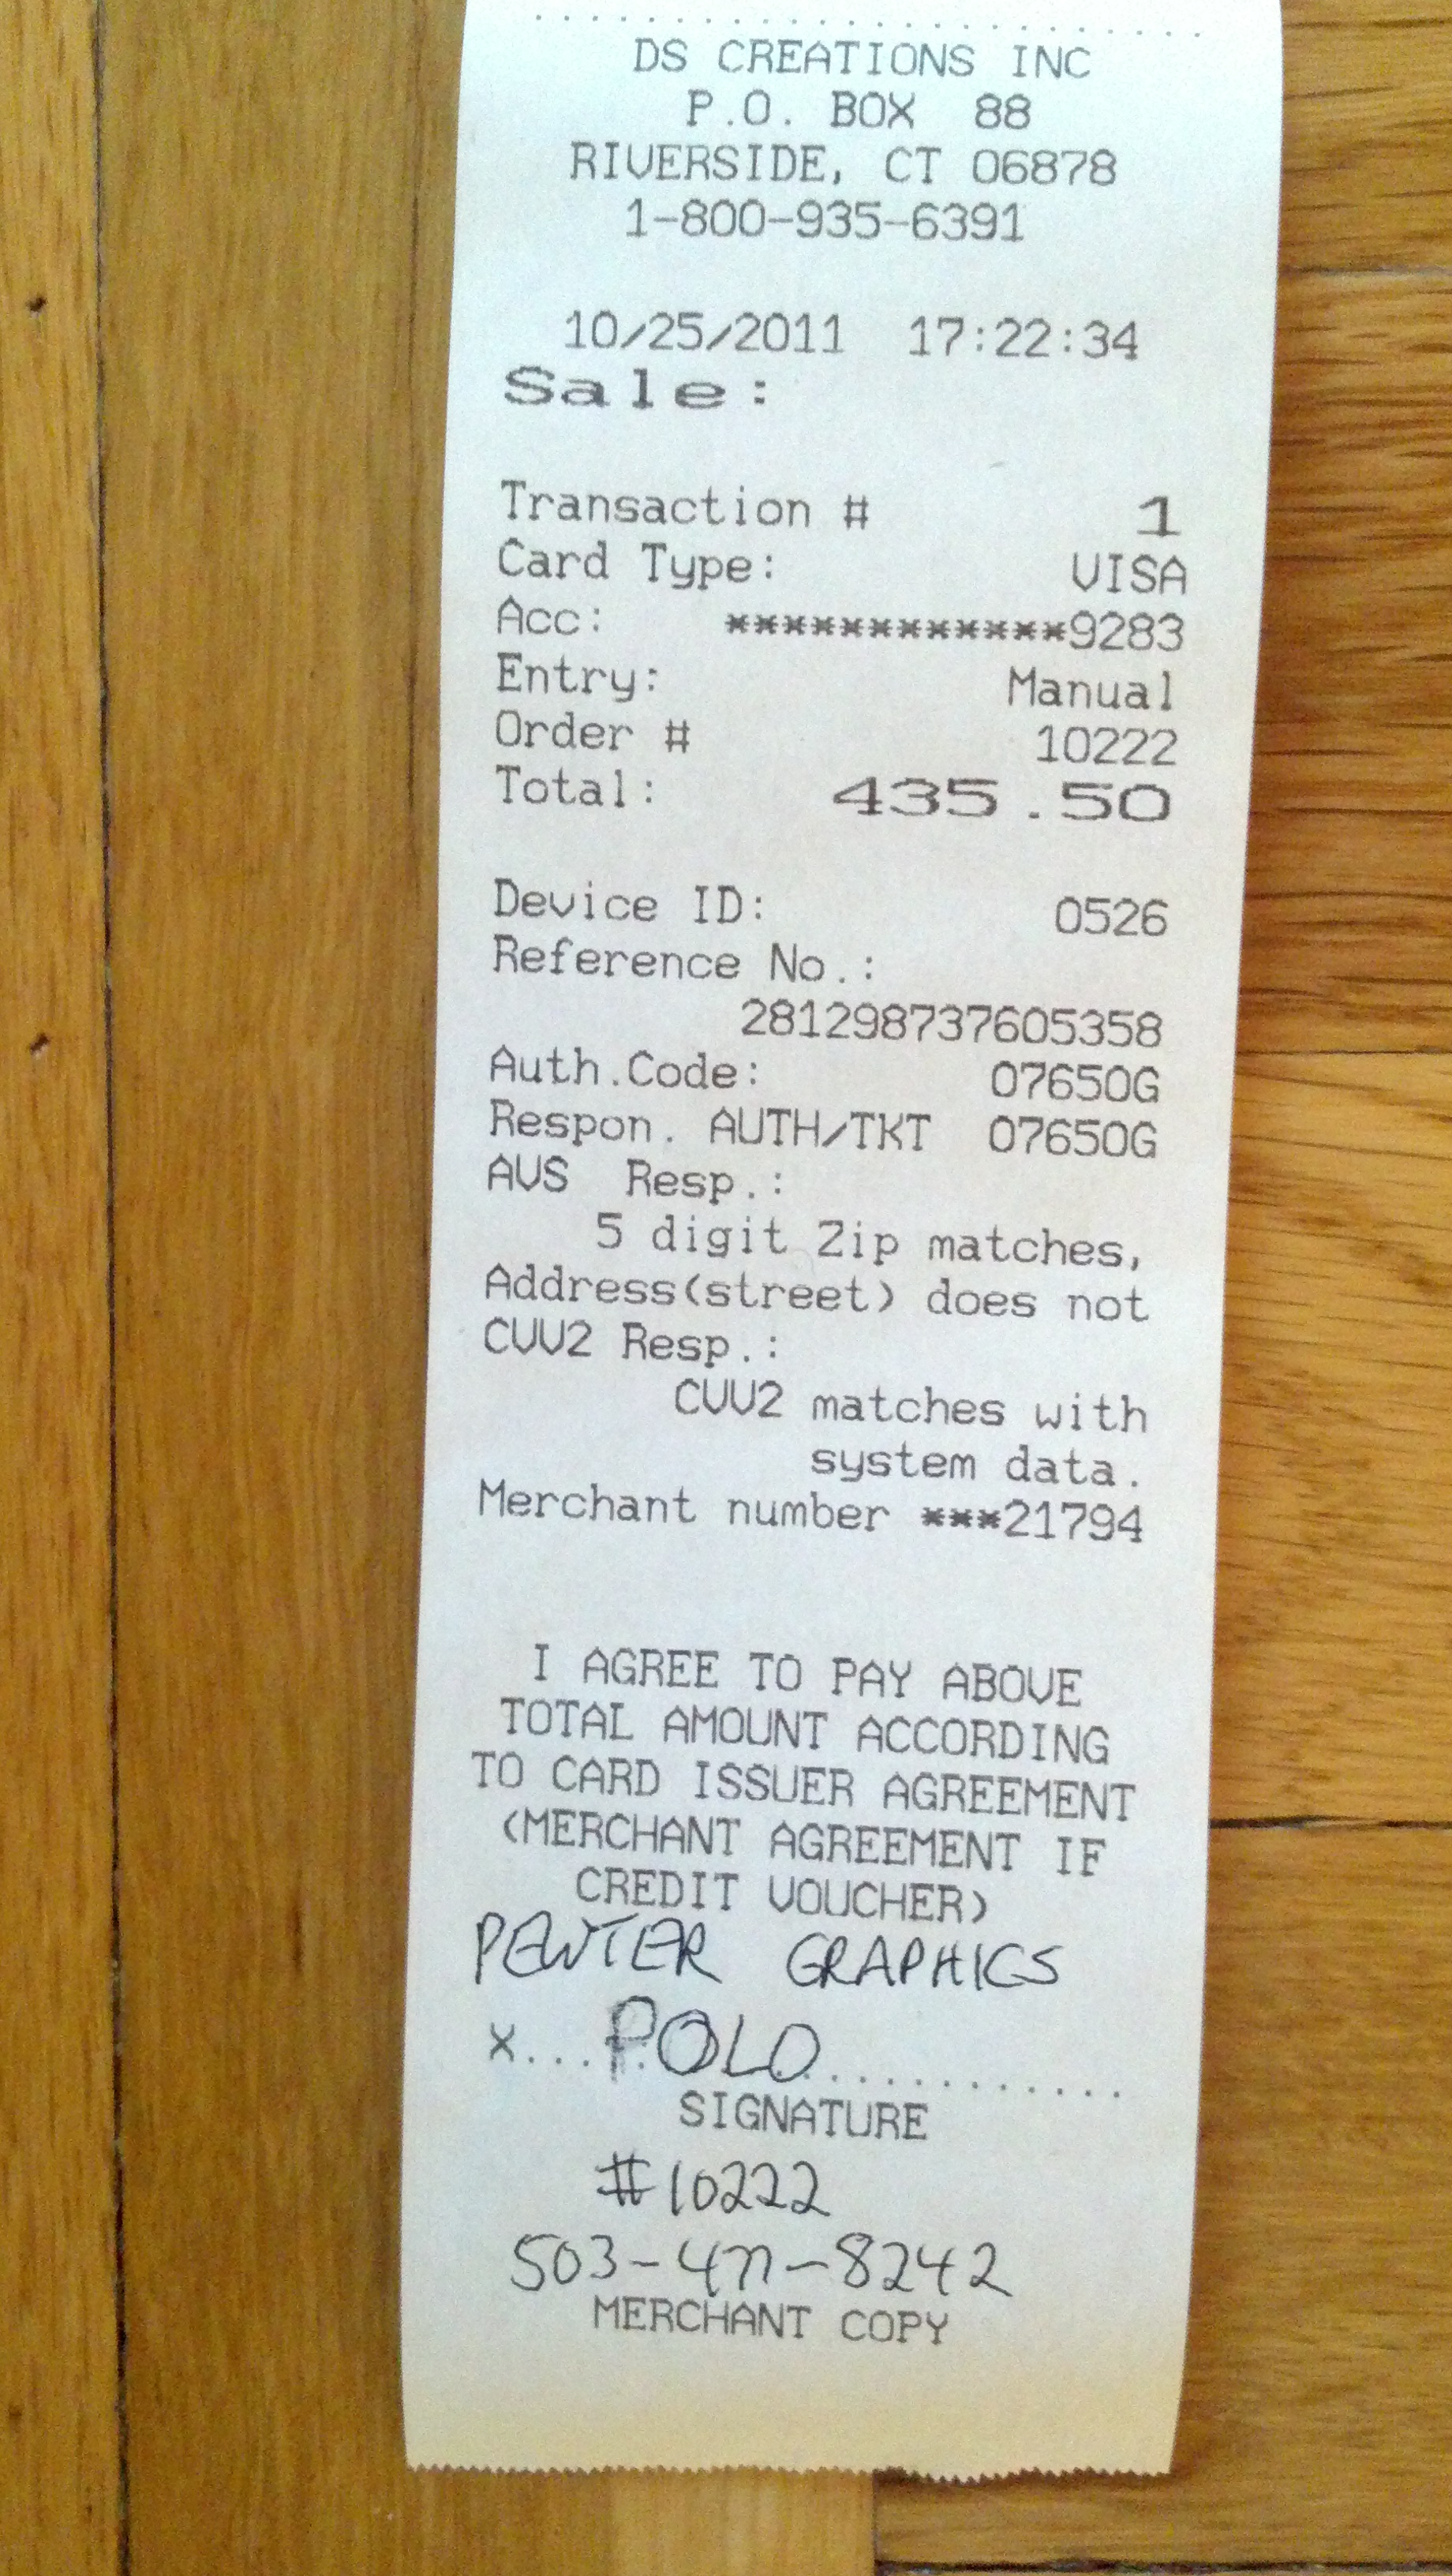 DS CREATIONS INC
P.O. BOX 88
RIVERSIDE, CT 06878
1-800-935-6391
10/25/2011 17:22:34
Sale:
Transaction # 1
Card Type: VISA
Acc: ************9283
Entry: Manual
Order # 10222
Total: 435.50
Device ID: 0526
Reference No.:
281298737605358
Auth.Code: 07650G
Respon. AUTH/TKT 07650G
AVS Resp.:
5 digit Zip matches,
Address(street) does not
CVV2 Resp.:
CVV2 matches with
system data.
Merchant number ***21794
I AGREE TO PAY ABOVE
TOTAL AMOUNT ACCORDING
TO CARD ISSUER AGREEMENT
(MERCHANT AGREEMENT IF
CREDIT VOUCHER)
PEWTER GRAPHICS
x...POLO............
SIGNATURE
#10222
503-477-8242
MERCHANT COPY